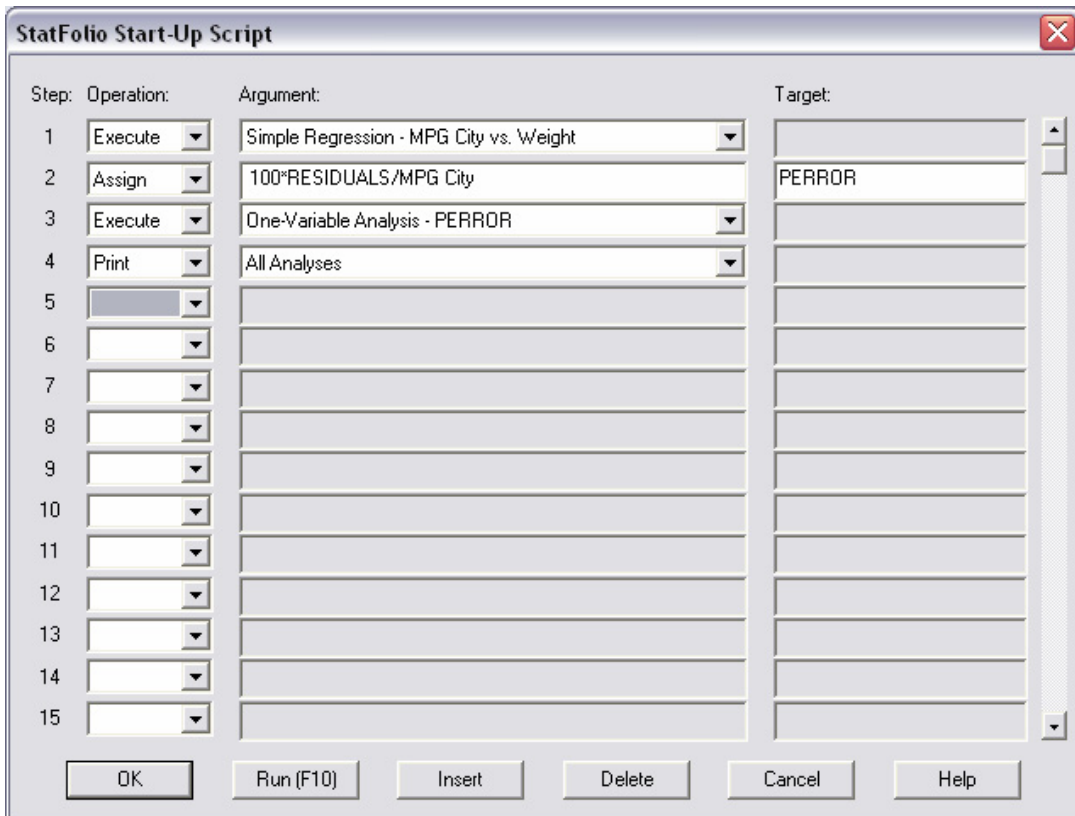 StatFolio Start-Up Script
Step: Operation: Argument: Target:
1 Execute Simple Regression - MPG City vs. Weight
2 Assign 100*RESIDUALS/MPG City PERROR
3 Execute One-Variable Analysis - PERROR
4 Print All Analyses
5
6
7
8
9
10
11
12
13
14
15
OK Run (F10) Insert Delete Cancel Help